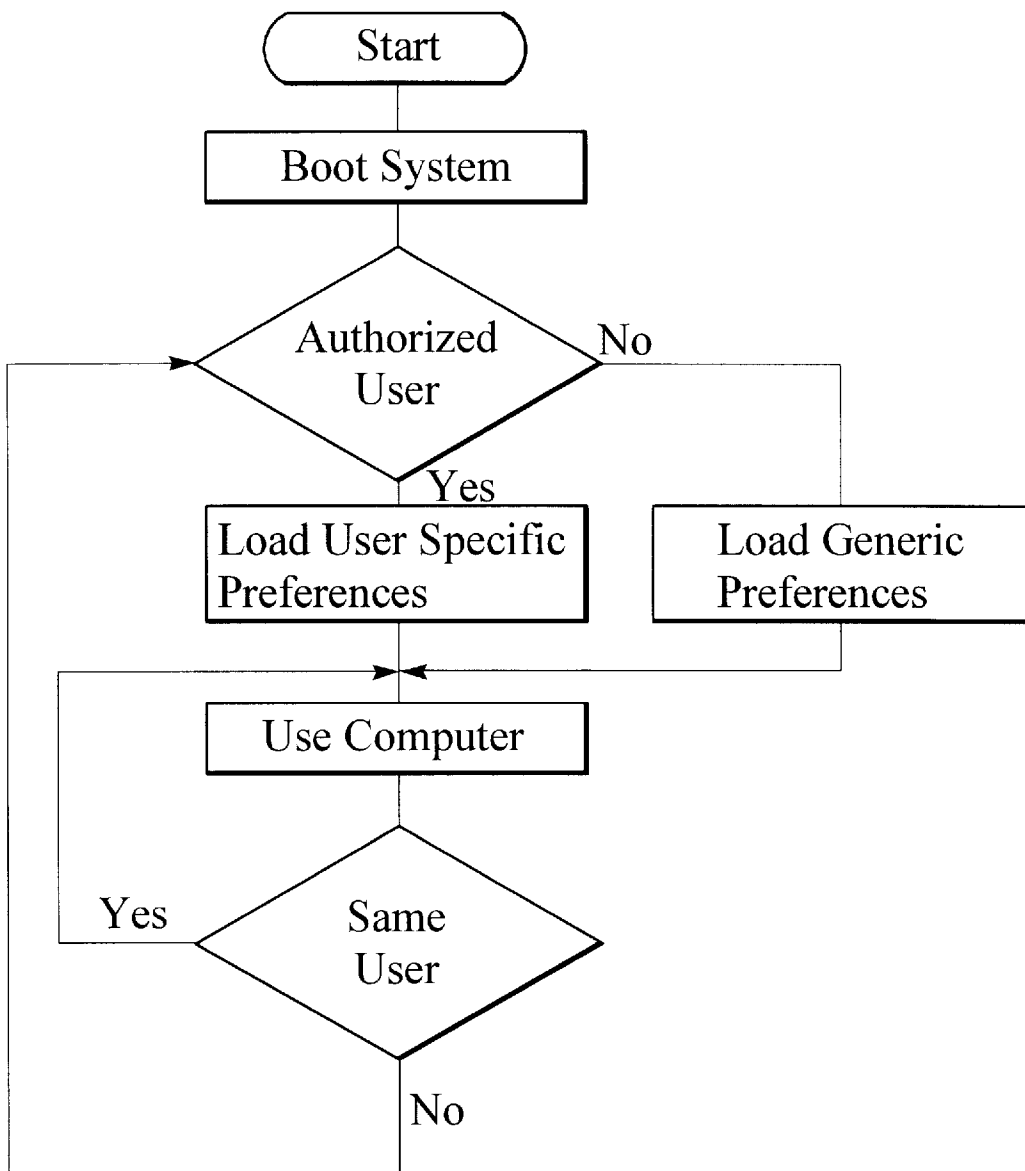 Start
Boot System
Authorized
User
No
Yes
Load User Specific
Preferences
Load Generic
Preferences
Use Computer
Yes
Same
User
No